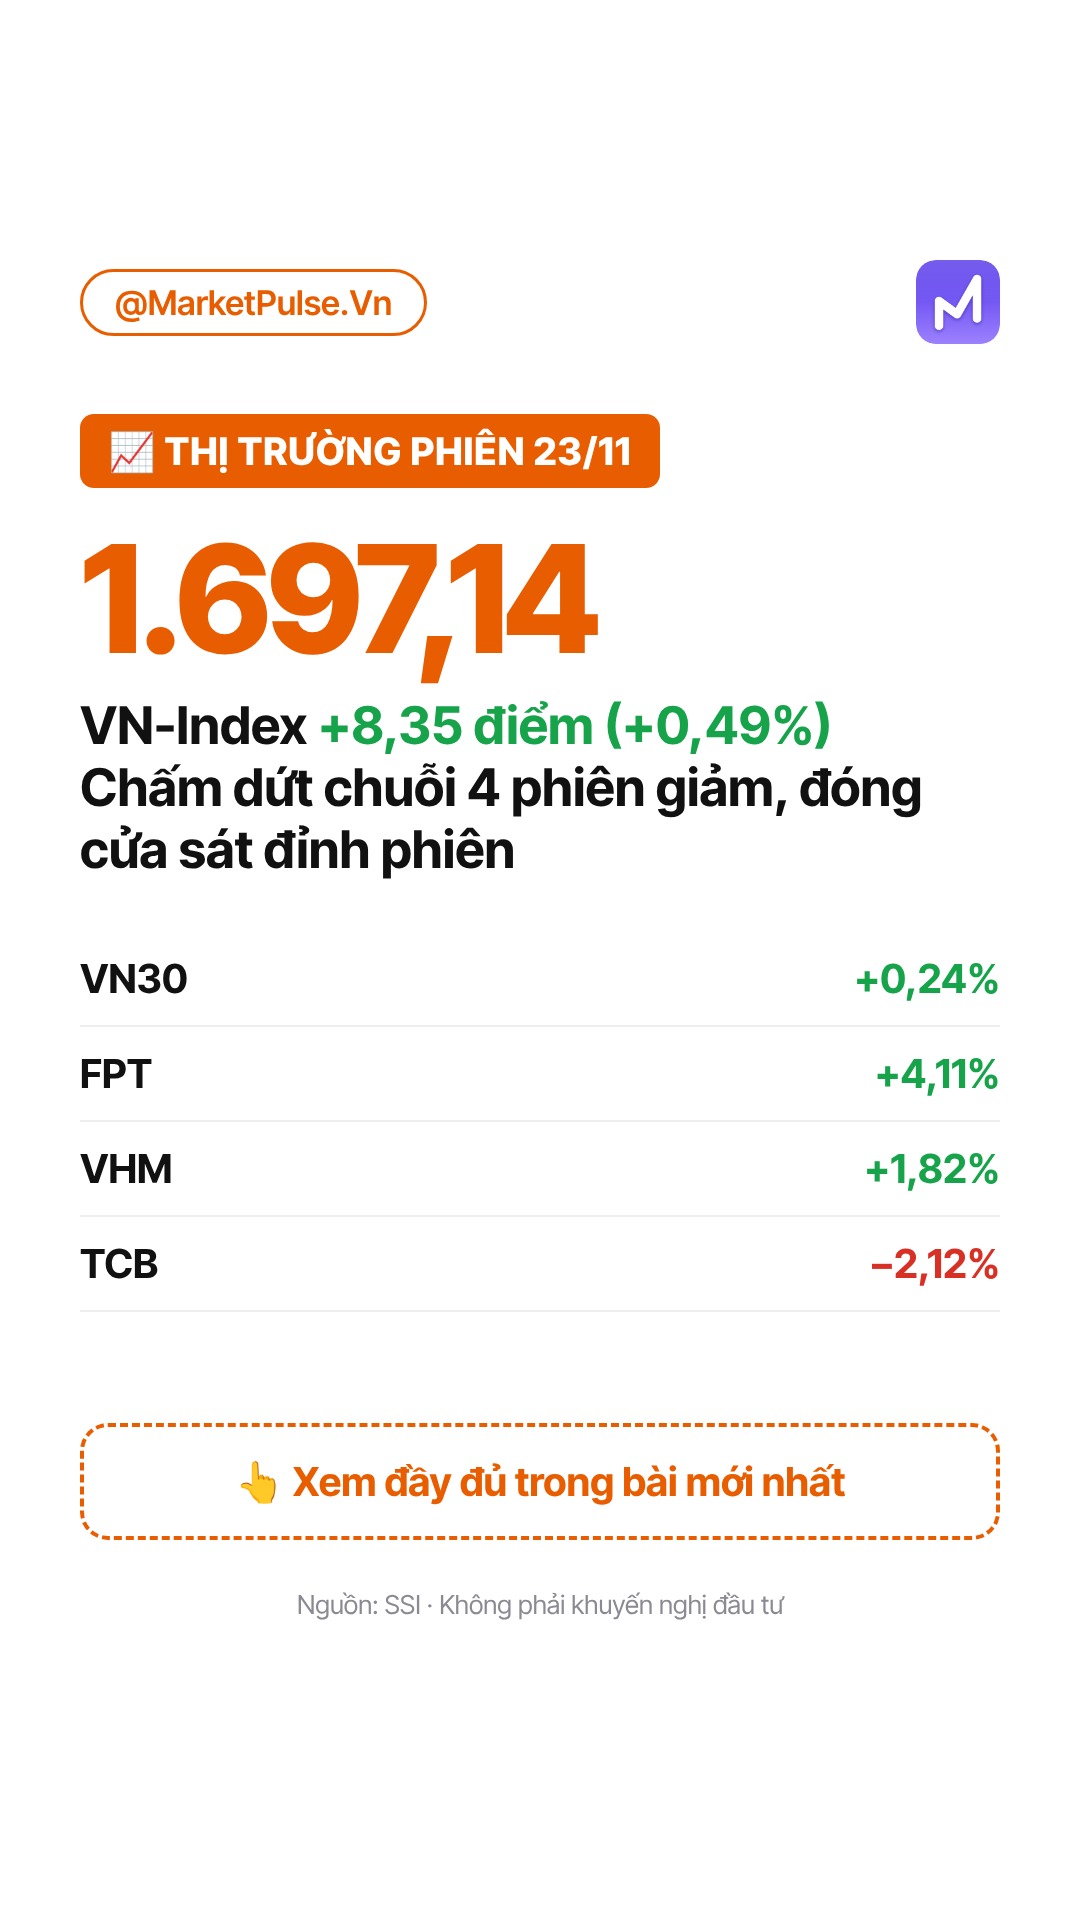 @MarketPulse.Vn
📈 THỊ TRƯỜNG PHIÊN 23/11
1.697,14
VN-Index +8,35 điểm (+0,49%)
Chấm dứt chuỗi 4 phiên giảm, đóng
cửa sát đỉnh phiên
VN30 +0,24%
FPT +4,11%
VHM +1,82%
TCB −2,12%
👆 Xem đầy đủ trong bài mới nhất
Nguồn: SSI · Không phải khuyến nghị đầu tư